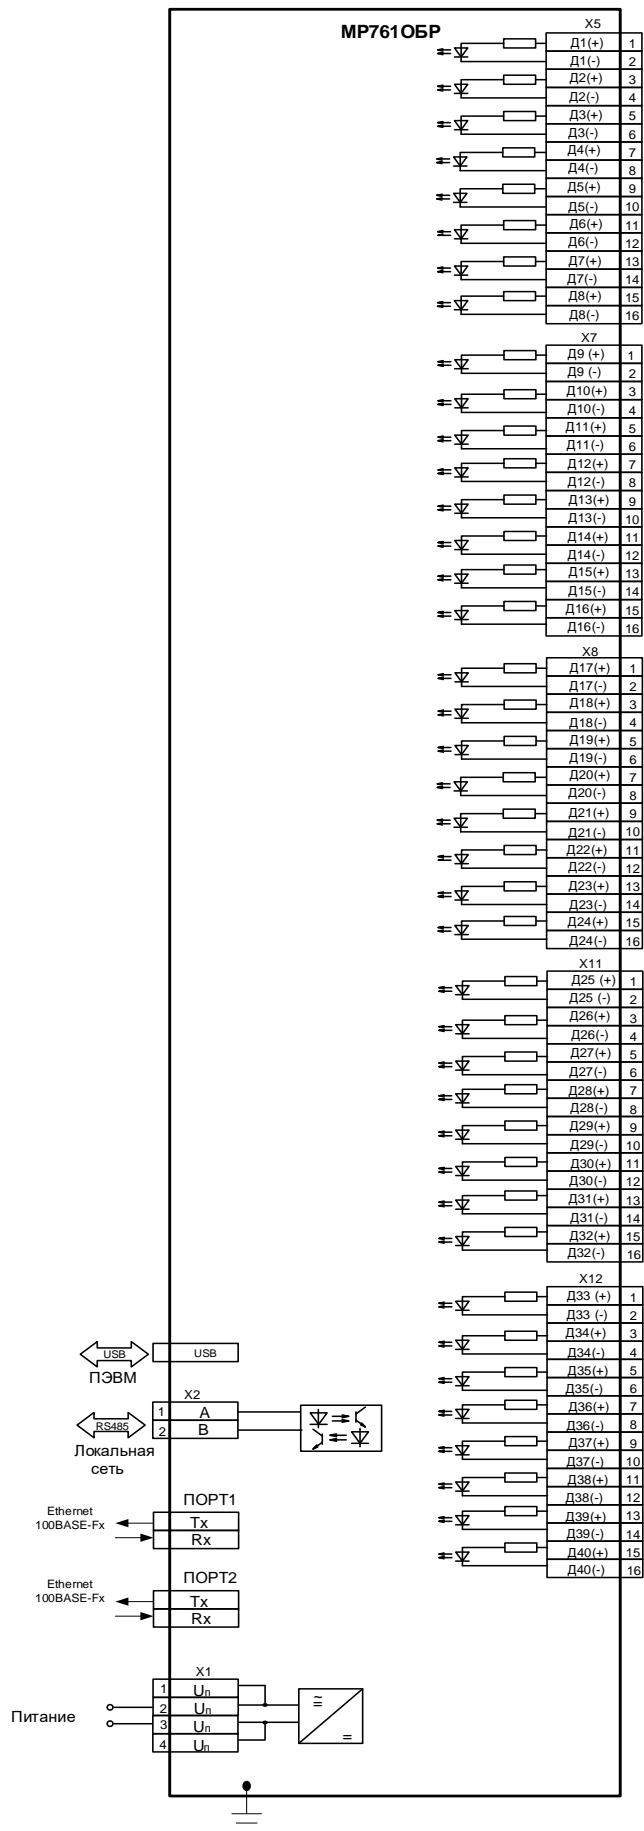 МР761ОБР
X5
Д1(+) 1
Д1(-) 2
Д2(+) 3
Д2(-) 4
Д3(+) 5
Д3(-) 6
Д4(+) 7
Д4(-) 8
Д5(+) 9
Д5(-) 10
Д6(+) 11
Д6(-) 12
Д7(+) 13
Д7(-) 14
Д8(+) 15
Д8(-) 16
X7
Д9 (+) 1
Д9 (-) 2
Д10(+) 3
Д10(-) 4
Д11(+) 5
Д11(-) 6
Д12(+) 7
Д12(-) 8
Д13(+) 9
Д13(-) 10
Д14(+) 11
Д14(-) 12
Д15(+) 13
Д15(-) 14
Д16(+) 15
Д16(-) 16
X8
Д17(+) 1
Д17(-) 2
Д18(+) 3
Д18(-) 4
Д19(+) 5
Д19(-) 6
Д20(+) 7
Д20(-) 8
Д21(+) 9
Д21(-) 10
Д22(+) 11
Д22(-) 12
Д23(+) 13
Д23(-) 14
Д24(+) 15
Д24(-) 16
X11
Д25 (+) 1
Д25 (-) 2
Д26(+) 3
Д26(-) 4
Д27(+) 5
Д27(-) 6
Д28(+) 7
Д28(-) 8
Д29(+) 9
Д29(-) 10
Д30(+) 11
Д30(-) 12
Д31(+) 13
Д31(-) 14
Д32(+) 15
Д32(-) 16
X12
Д33 (+) 1
Д33 (-) 2
Д34(+) 3
Д34(-) 4
Д35(+) 5
Д35(-) 6
Д36(+) 7
Д36(-) 8
Д37(+) 9
Д37(-) 10
Д38(+) 11
Д38(-) 12
Д39(+) 13
Д39(-) 14
Д40(+) 15
Д40(-) 16
USB USB
ПЭВМ
X2
1 A
2 B
RS485
Локальная
сеть
ПОРТ1
Ethernet
100BASE-Fx
Tx
Rx
ПОРТ2
Ethernet
100BASE-Fx
Tx
Rx
X1
1 Uп
2 Uп
3 Uп
4 Uп
Питание
≃
=